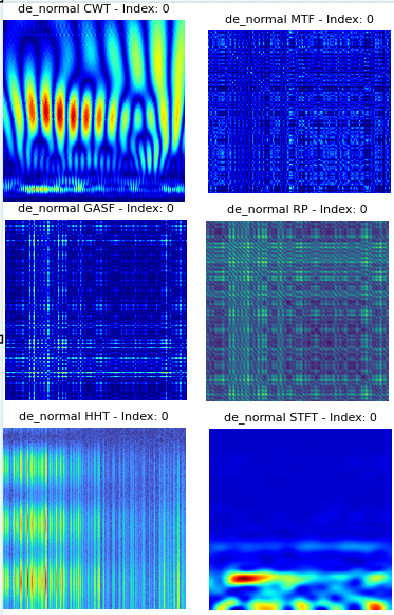 de_normal CWT - Index: 0
de_normal MTF - Index: 0
de_normal GASF - Index: 0
de_normal RP - Index: 0
de_normal HHT - Index: 0
de_normal STFT - Index: 0